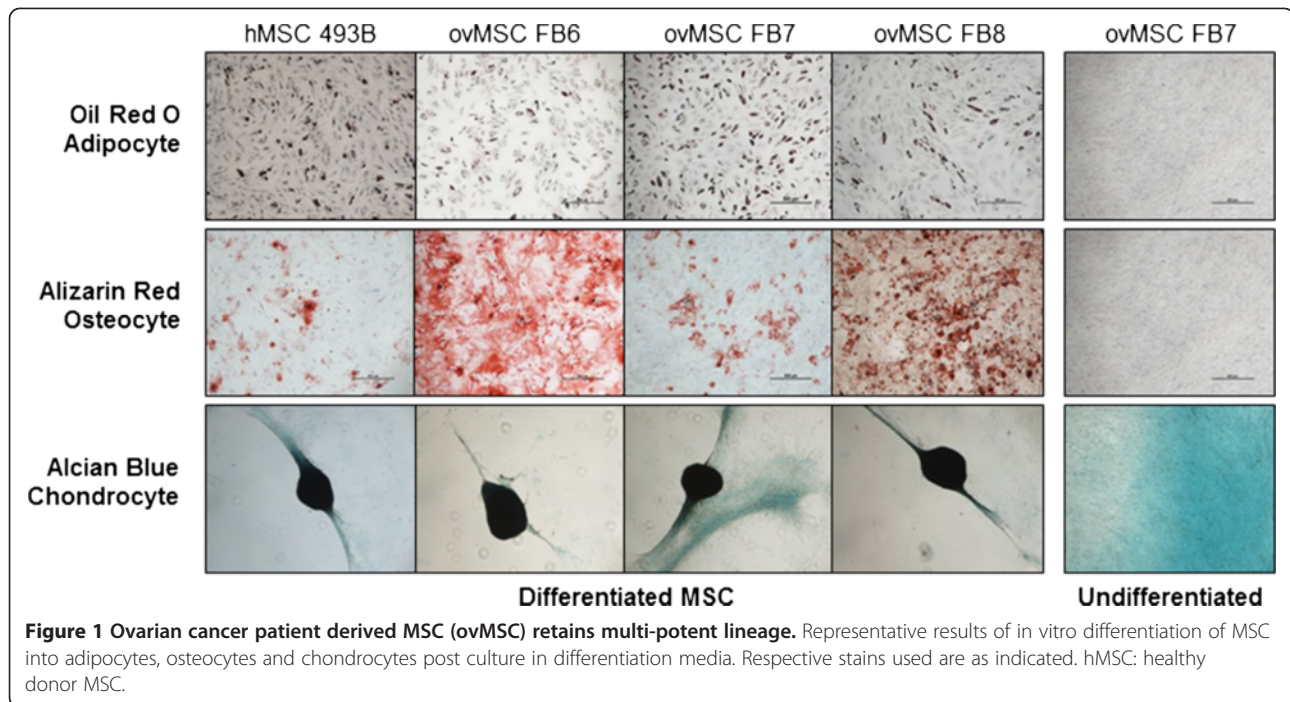 hMSC 493B ovMSC FB6 ovMSC FB7 ovMSC FB8 ovMSC FB7
Oil Red O
Adipocyte
Alizarin Red
Osteocyte
Alcian Blue
Chondrocyte
Differentiated MSC Undifferentiated
Figure 1 Ovarian cancer patient derived MSC (ovMSC) retains multi-potent lineage. Representative results of in vitro differentiation of MSC
into adipocytes, osteocytes and chondrocytes post culture in differentiation media. Respective stains used are as indicated. hMSC: healthy
donor MSC.